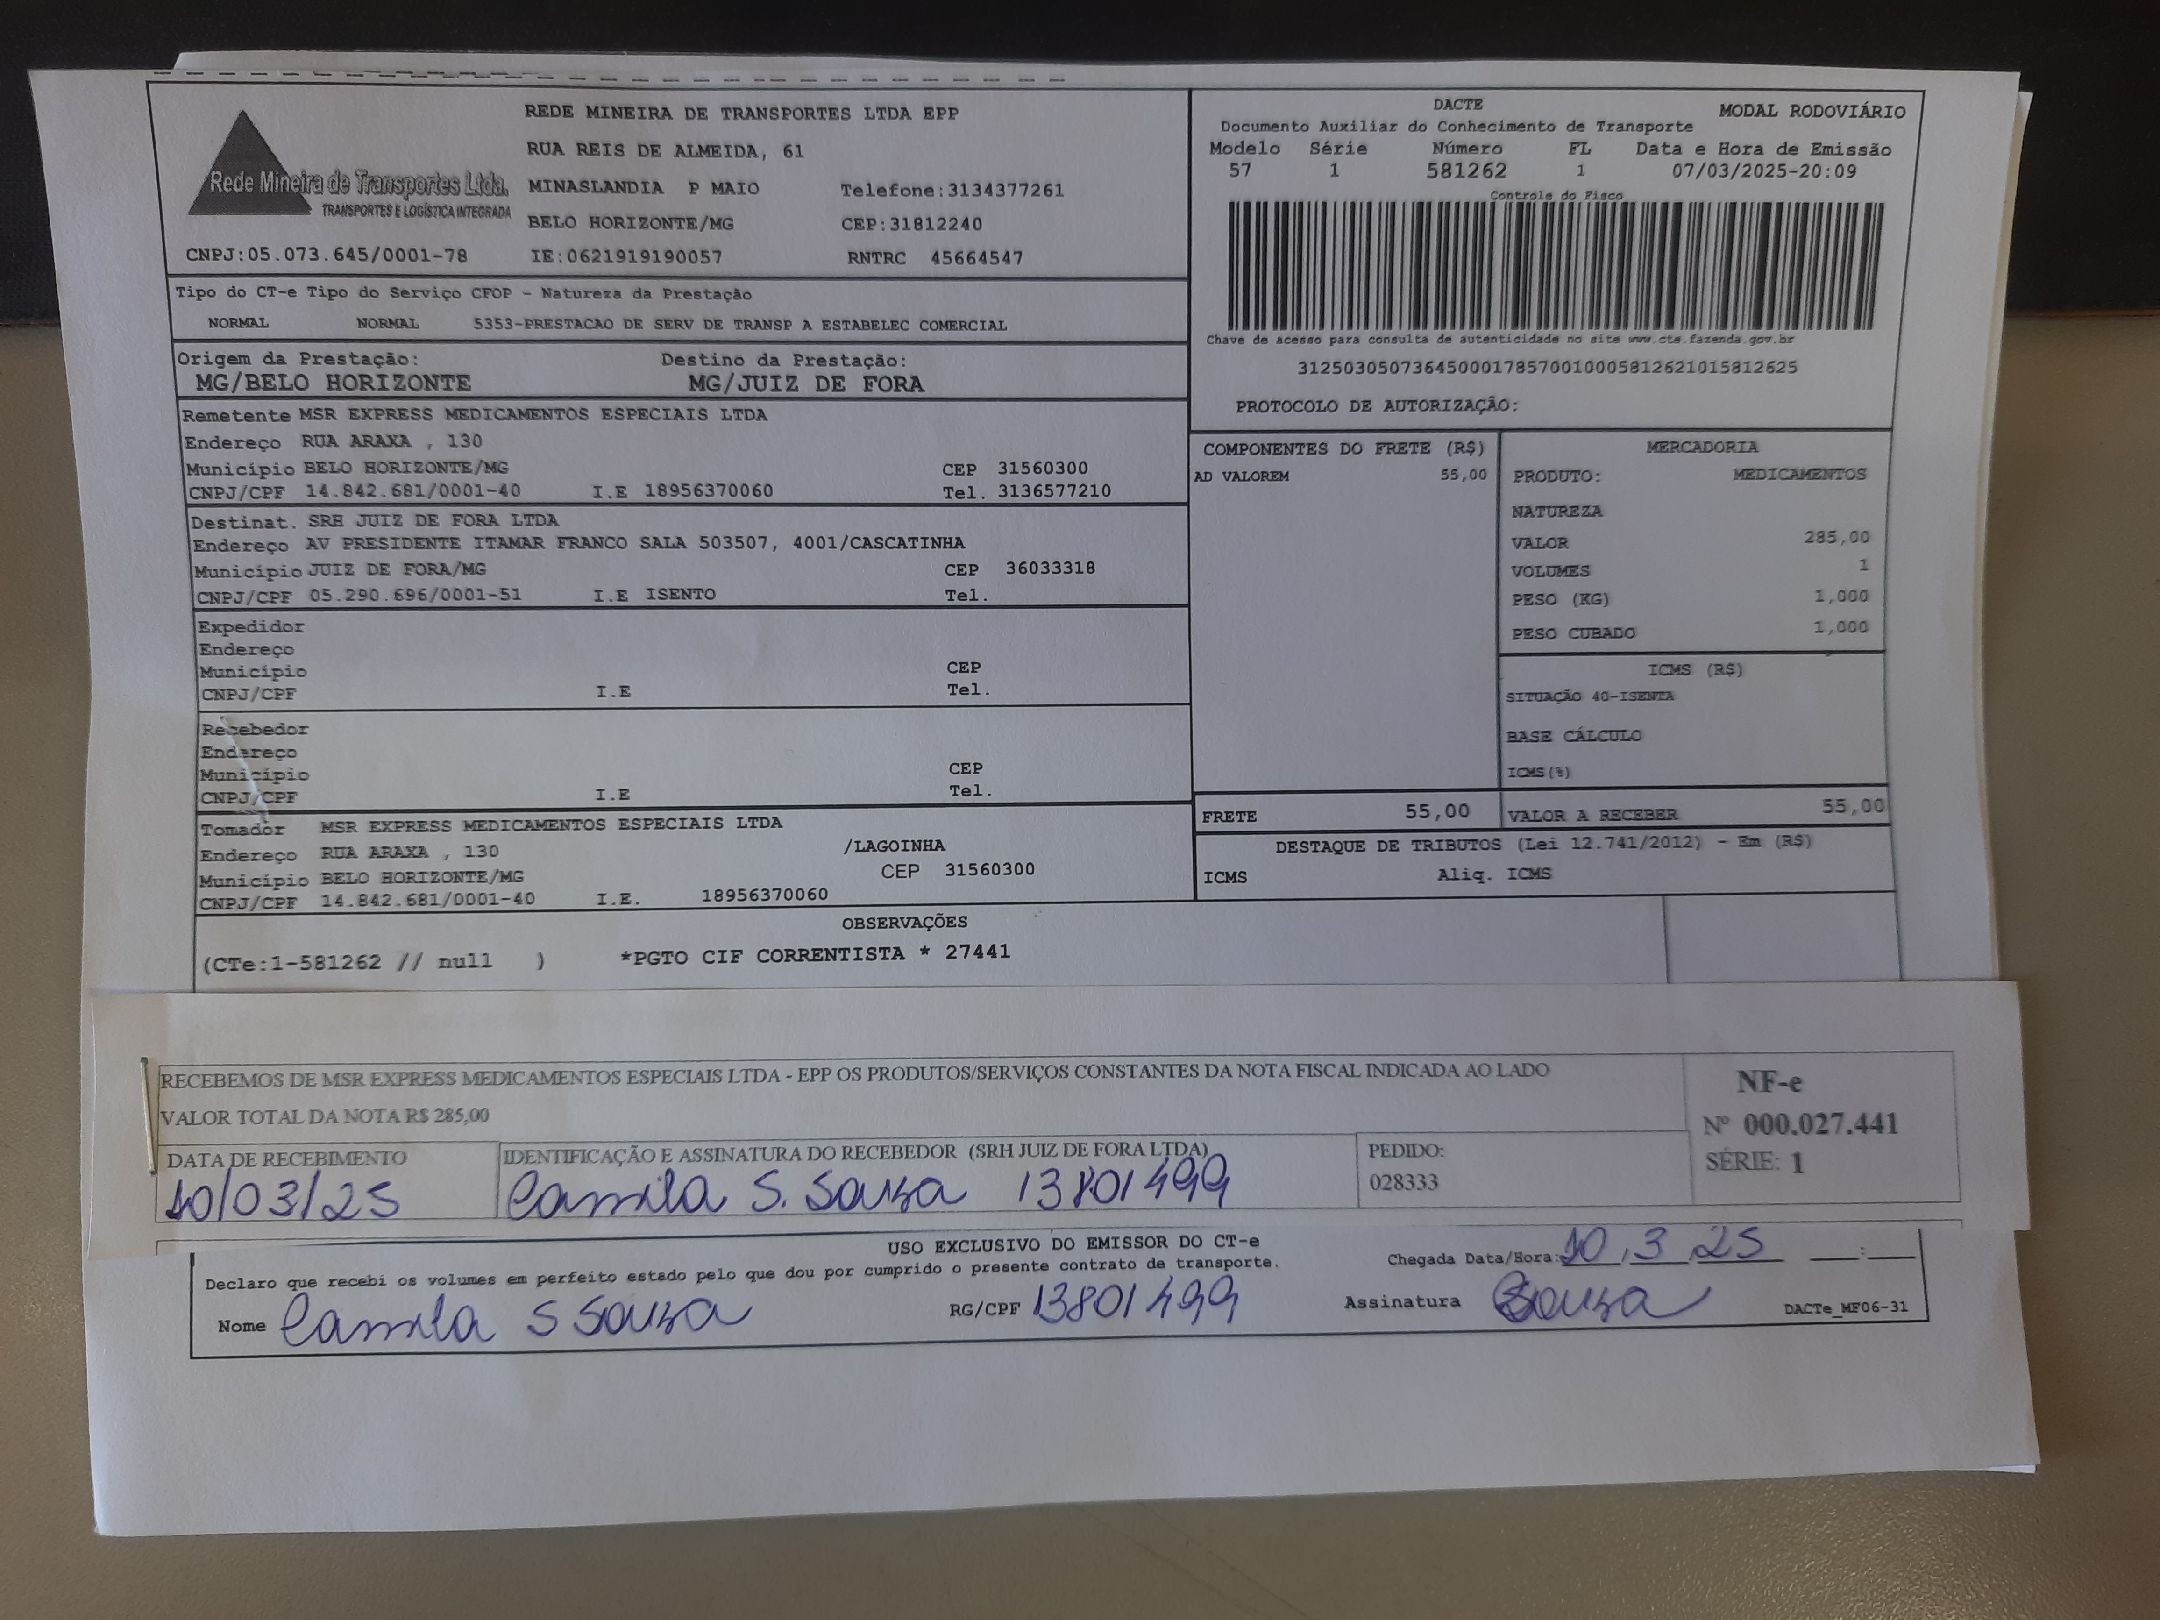 Rede Mineira de Transportes Ltda.
TRANSPORTES E LOGÍSTICA INTEGRADA
REDE MINEIRA DE TRANSPORTES LTDA EPP
RUA REIS DE ALMEIDA, 61
MINASLANDIA P MAIO Telefone:3134377261
BELO HORIZONTE/MG CEP:31812240
CNPJ:05.073.645/0001-78 IE:0621919190057 RNTRC 45664547
DACTE MODAL RODOVIÁRIO
Documento Auxiliar do Conhecimento de Transporte
Modelo Série Número FL Data e Hora de Emissão
57 1 581262 1 07/03/2025-20:09
Controle do Fisco
Chave de acesso para consulta de autenticidade no site www.cte.fazenda.gov.br
31250305073645000178570010005812621015812625
PROTOCOLO DE AUTORIZAÇÃO:
Tipo do CT-e Tipo do Serviço CFOP - Natureza da Prestação
NORMAL NORMAL 5353-PRESTACAO DE SERV DE TRANSP A ESTABELEC COMERCIAL
Origem da Prestação: Destino da Prestação:
MG/BELO HORIZONTE MG/JUIZ DE FORA
Remetente MSR EXPRESS MEDICAMENTOS ESPECIAIS LTDA
Endereço RUA ARAXA , 130
Município BELO HORIZONTE/MG CEP 31560300
CNPJ/CPF 14.842.681/0001-40 I.E 18956370060 Tel. 3136577210
Destinat. SRH JUIZ DE FORA LTDA
Endereço AV PRESIDENTE ITAMAR FRANCO SALA 503507, 4001/CASCATINHA
Município JUIZ DE FORA/MG CEP 36033318
CNPJ/CPF 05.290.696/0001-51 I.E ISENTO Tel.
Expedidor
Endereço
Município CEP
CNPJ/CPF I.E Tel.
Recebedor
Endereço
Município CEP
CNPJ/CPF I.E Tel.
Tomador MSR EXPRESS MEDICAMENTOS ESPECIAIS LTDA
Endereço RUA ARAXA , 130 /LAGOINHA
Município BELO HORIZONTE/MG CEP 31560300
CNPJ/CPF 14.842.681/0001-40 I.E. 18956370060
COMPONENTES DO FRETE (R$)
AD VALOREM 55,00
MERCADORIA
PRODUTO: MEDICAMENTOS
NATUREZA
VALOR 285,00
VOLUMES 1
PESO (KG) 1,000
PESO CUBADO 1,000
ICMS (R$)
SITUAÇÃO 40-ISENTA
BASE CÁLCULO
ICMS(%)
FRETE 55,00 VALOR A RECEBER 55,00
DESTAQUE DE TRIBUTOS (Lei 12.741/2012) - Em (R$)
ICMS Aliq. ICMS
OBSERVAÇÕES
(CTe:1-581262 // null ) *PGTO CIF CORRENTISTA * 27441
RECEBEMOS DE MSR EXPRESS MEDICAMENTOS ESPECIAIS LTDA - EPP OS PRODUTOS/SERVIÇOS CONSTANTES DA NOTA FISCAL INDICADA AO LADO
VALOR TOTAL DA NOTA R$ 285,00
NF-e
Nº 000.027.441
SÉRIE: 1
DATA DE RECEBIMENTO IDENTIFICAÇÃO E ASSINATURA DO RECEBEDOR (SRH JUIZ DE FORA LTDA) PEDIDO:
10/03/25 Camila S. Souza 13801499 028333
USO EXCLUSIVO DO EMISSOR DO CT-e
Chegada Data/Hora: 10.3.25 __:__
Declaro que recebi os volumes em perfeito estado pelo que dou por cumprido o presente contrato de transporte.
Nome Camila S Souza RG/CPF 13801499 Assinatura Souza DACTe_MF06-31